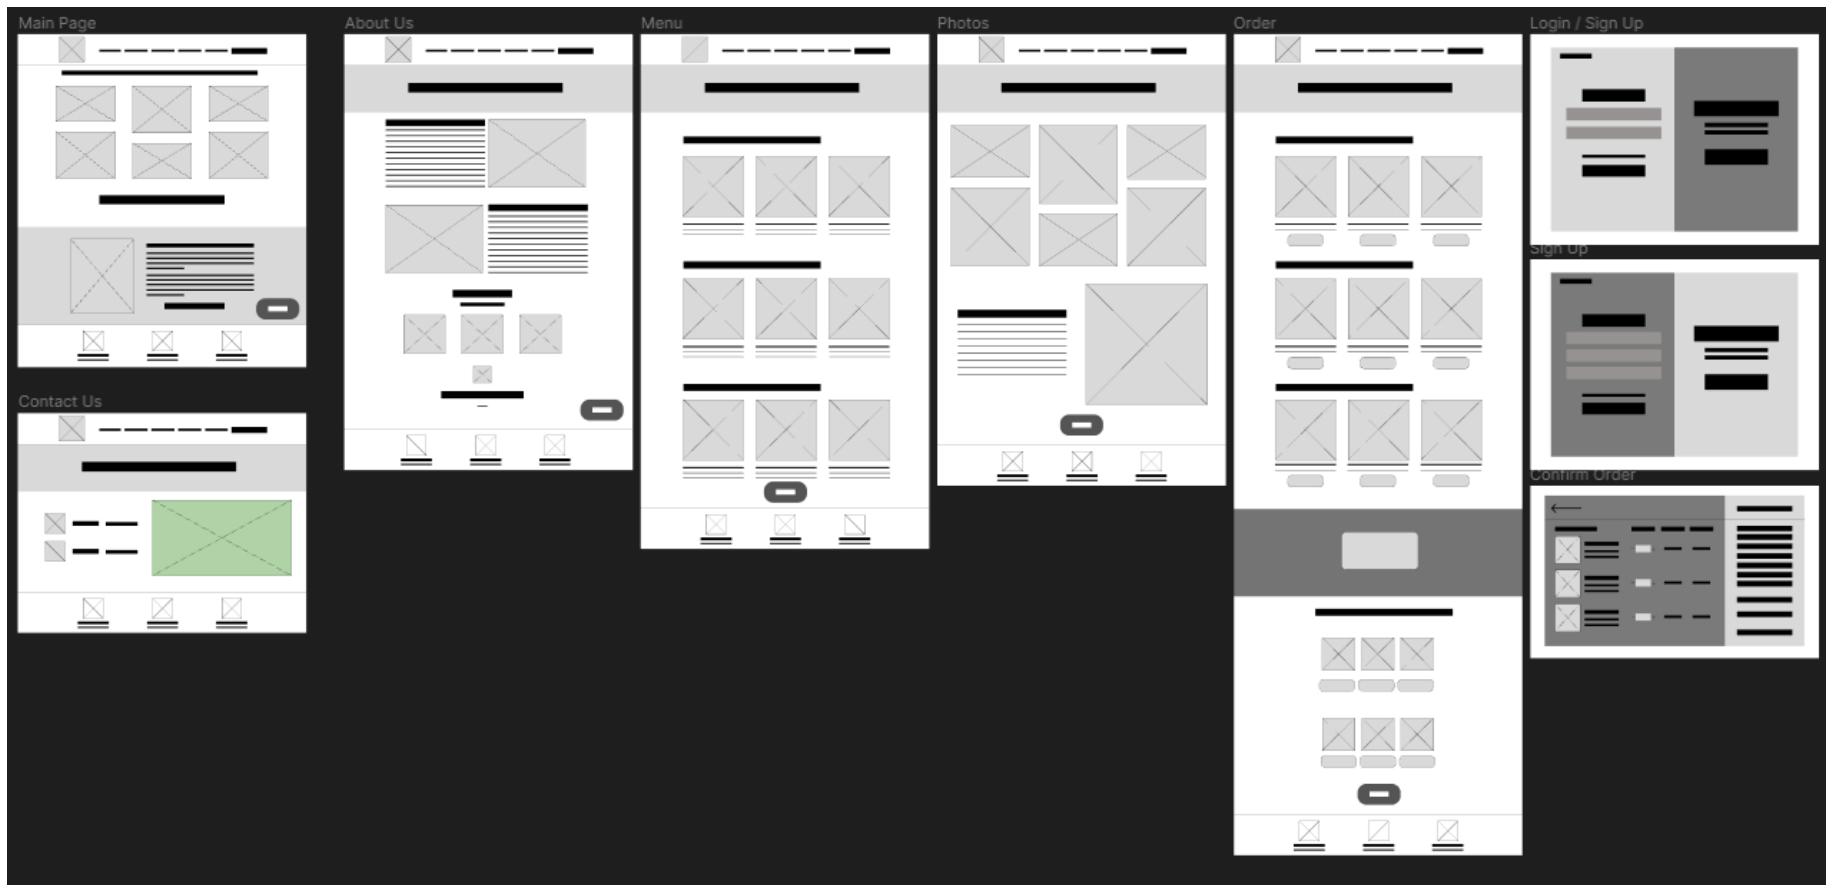 Main Page
About Us
Menu
Photos
Order
Login / Sign Up
Sign Up
Contact Us
Confirm Order